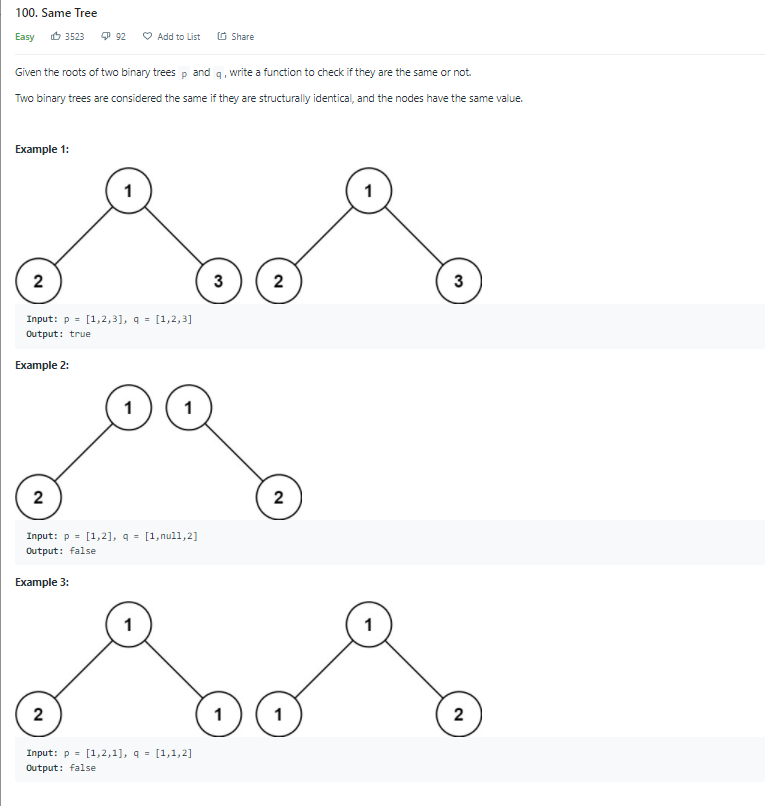 100. Same Tree
Easy 3523 92 Add to List Share
Given the roots of two binary trees p and q, write a function to check if they are the same or not.
Two binary trees are considered the same if they are structurally identical, and the nodes have the same value.
Example 1:
1 1
2 3 2 3
Input: p = [1,2,3], q = [1,2,3]
Output: true
Example 2:
1 1
2 2
Input: p = [1,2], q = [1,null,2]
Output: false
Example 3:
1 1
2 1 1 2
Input: p = [1,2,1], q = [1,1,2]
Output: false